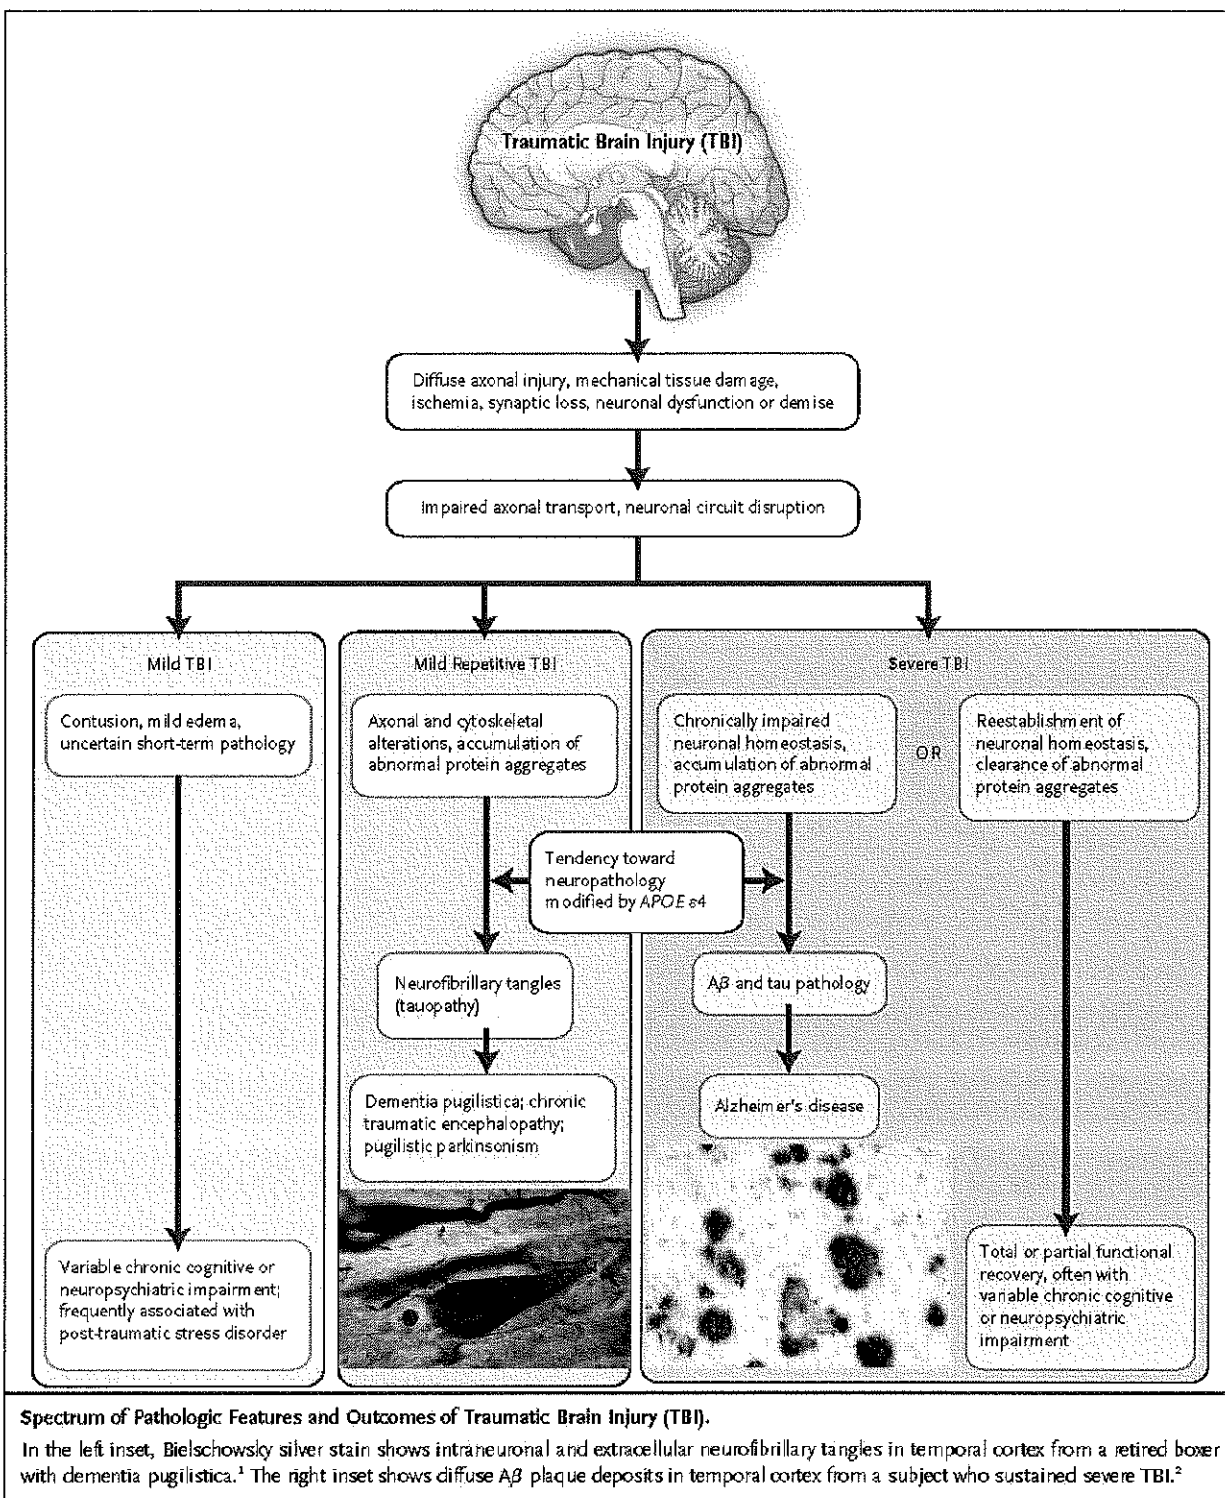 Traumatic Brain Injury (TBI)
Diffuse axonal injury, mechanical tissue damage,
ischemia, synaptic loss, neuronal dysfunction or demise
Impaired axonal transport, neuronal circuit disruption
Mild TBI
Contusion, mild edema,
uncertain short-term pathology
Variable chronic cognitive or
neuropsychiatric impairment;
frequently associated with
post-traumatic stress disorder
Mild Repetitive TBI
Axonal and cytoskeletal
alterations, accumulation of
abnormal protein aggregates
Tendency toward
neuropathology
modified by APOE ε4
Neurofibrillary tangles
(tauopathy)
Dementia pugilistica; chronic
traumatic encephalopathy;
pugilistic parkinsonism
Severe TBI
Chronically impaired
neuronal homeostasis,
accumulation of abnormal
protein aggregates
OR
Reestablishment of
neuronal homeostasis,
clearance of abnormal
protein aggregates
Aβ and tau pathology
Alzheimer's disease
Total or partial functional
recovery, often with
variable chronic cognitive
or neuropsychiatric
impairment
Spectrum of Pathologic Features and Outcomes of Traumatic Brain Injury (TBI).
In the left inset, Bielschowsky silver stain shows intraneuronal and extracellular neurofibrillary tangles in temporal cortex from a retired boxer
with dementia pugilistica.¹ The right inset shows diffuse Aβ plaque deposits in temporal cortex from a subject who sustained severe TBI.²